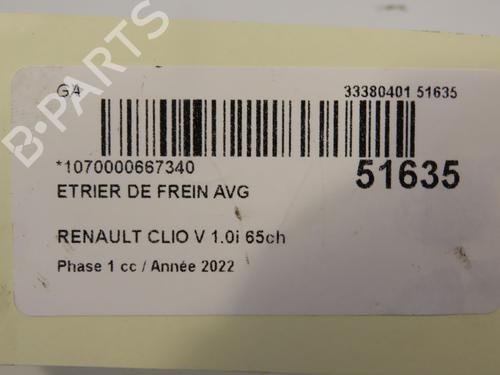 GA
33380401 51635
*1070000667340
51635
ETRIER DE FREIN AVG
RENAULT CLIO V 1.0i 65ch
Phase 1 cc / Année 2022
B-PARTS